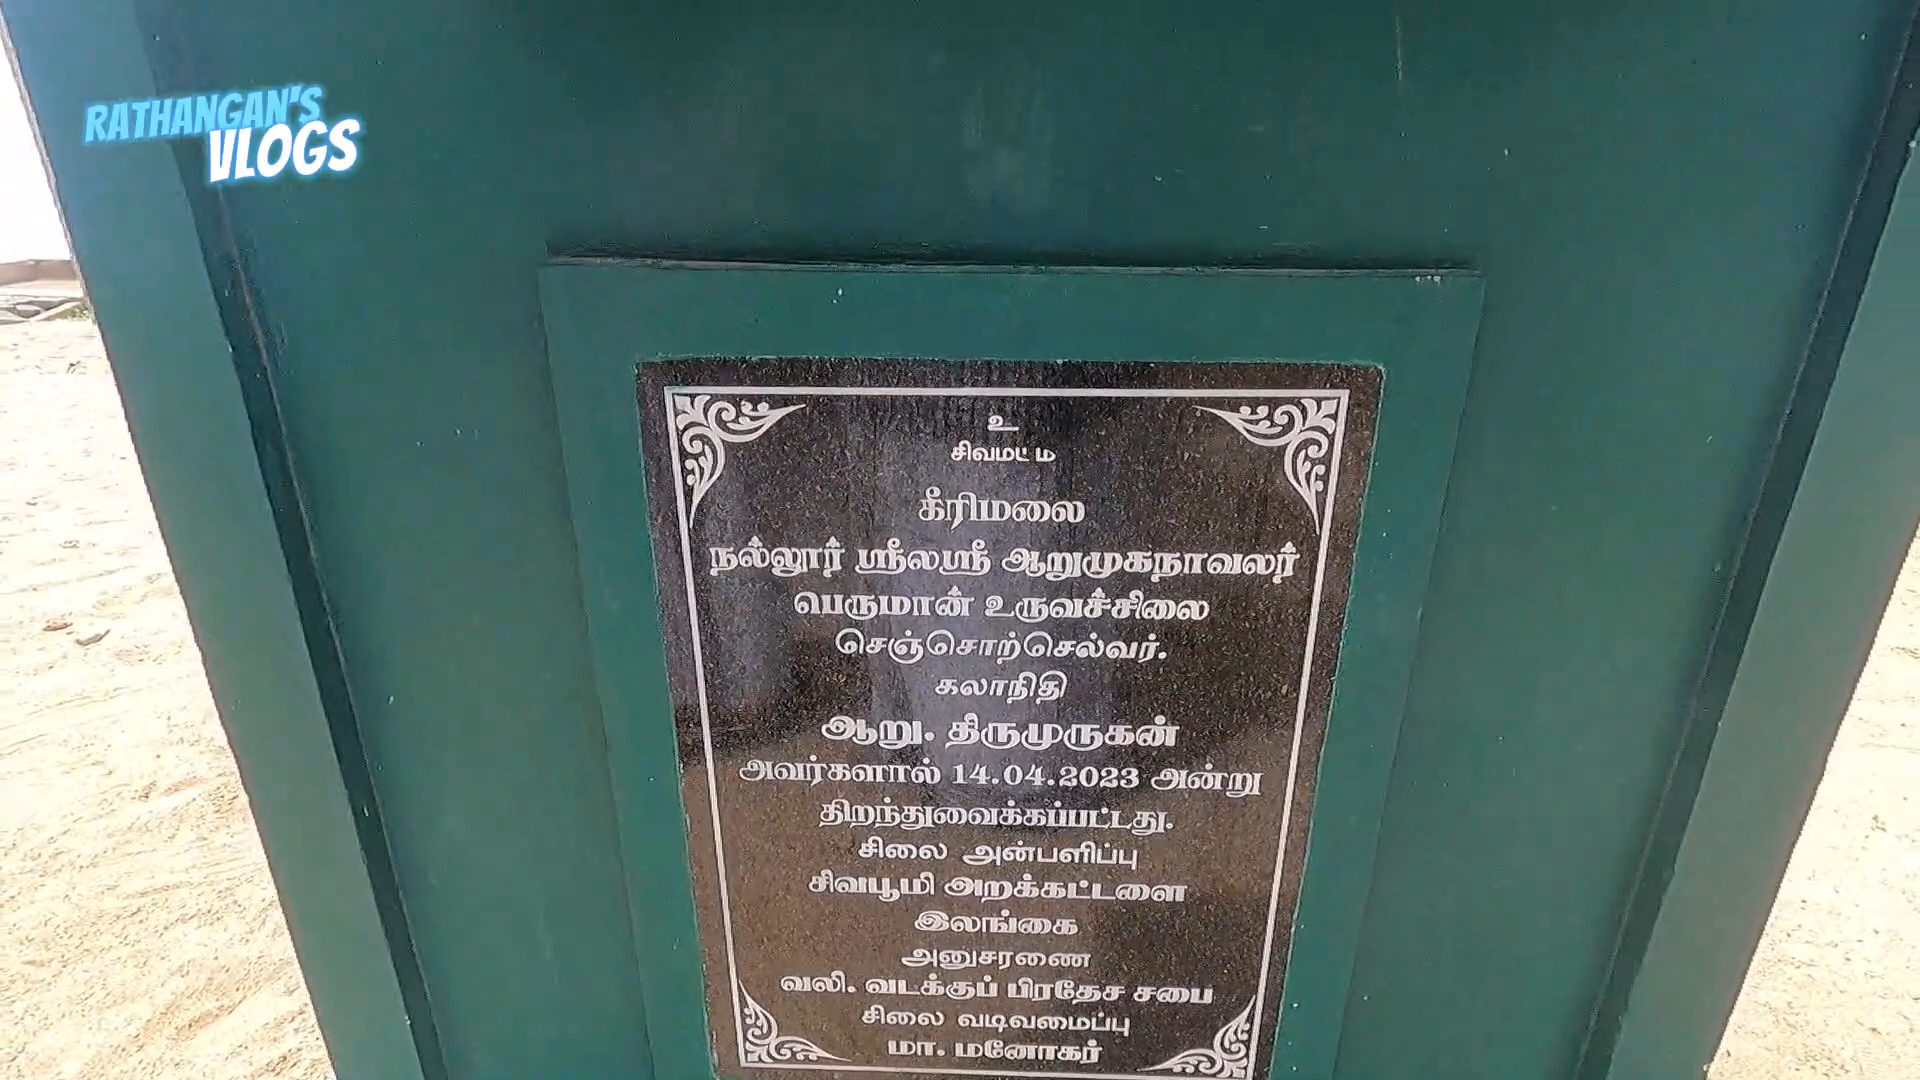 RATHANGAN'S
VLOGS
உ
சிவமட்டம்
கீரிமலை
நல்லூர் ஸ்ரீலஸ்ரீ ஆறுமுகநாவலர்
பெருமான் உருவச்சிலை
செஞ்சொற்செல்வர்.
கலாநிதி
ஆறு. திருமுருகன்
அவர்களால் 14.04.2023 அன்று
திறந்துவைக்கப்பட்டது.
சிலை அன்பளிப்பு
சிவபூமி அறக்கட்டளை
இலங்கை
அனுசரணை
வலி. வடக்குப் பிரதேச சபை
சிலை வடிவமைப்பு
மா. மனோகர்